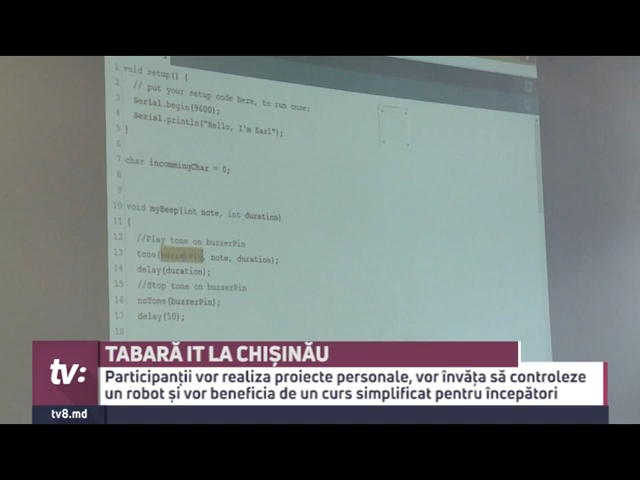 1 void setup() {
2 // put your setup code here, to run once:
3 Serial.begin(9600);
4 Serial.println("Hello, I'm Karl");
5 }
6
7 char incommingChar = 0;
8
9
10 void myBeep(int note, int duration)
11 {
12 //Play tone on buzzerPin
13 tone(buzzerPin, note, duration);
14 delay(duration);
15 //Stop tone on buzzerPin
16 noTone(buzzerPin);
17 delay(50);
18
tv:
TABARĂ IT LA CHIȘINĂU
Participanții vor realiza proiecte personale, vor învăța să controleze
un robot și vor beneficia de un curs simplificat pentru începători
tv8.md